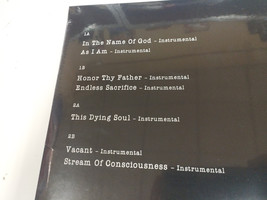 1A
In The Name Of God – Instrumental
As I Am – Instrumental
1B
Honor Thy Father – Instrumental
Endless Sacrifice – Instrumental
2A
This Dying Soul – Instrumental
2B
Vacant – Instrumental
Stream Of Consciousness – Instrumental